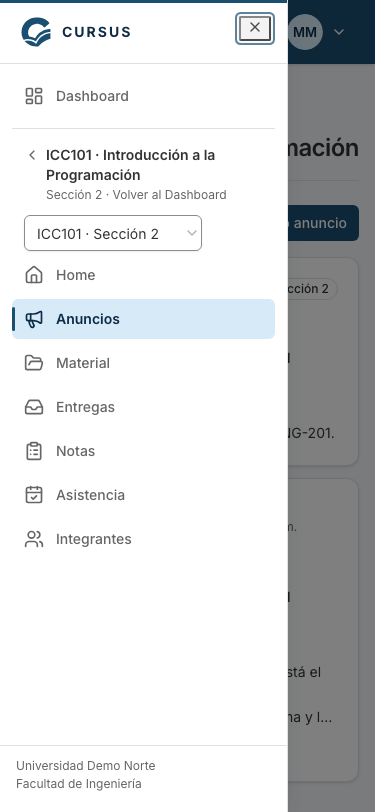 CURSUS
MM
Dashboard
mación
ICC101 · Introducción a la
Programación
Sección 2 · Volver al Dashboard
anuncio
ICC101 · Sección 2
Home
cción 2
Anuncios
Material
Entregas
NG-201.
Notas
Asistencia
m.
Integrantes
stá el
na y l...
Universidad Demo Norte
Facultad de Ingeniería